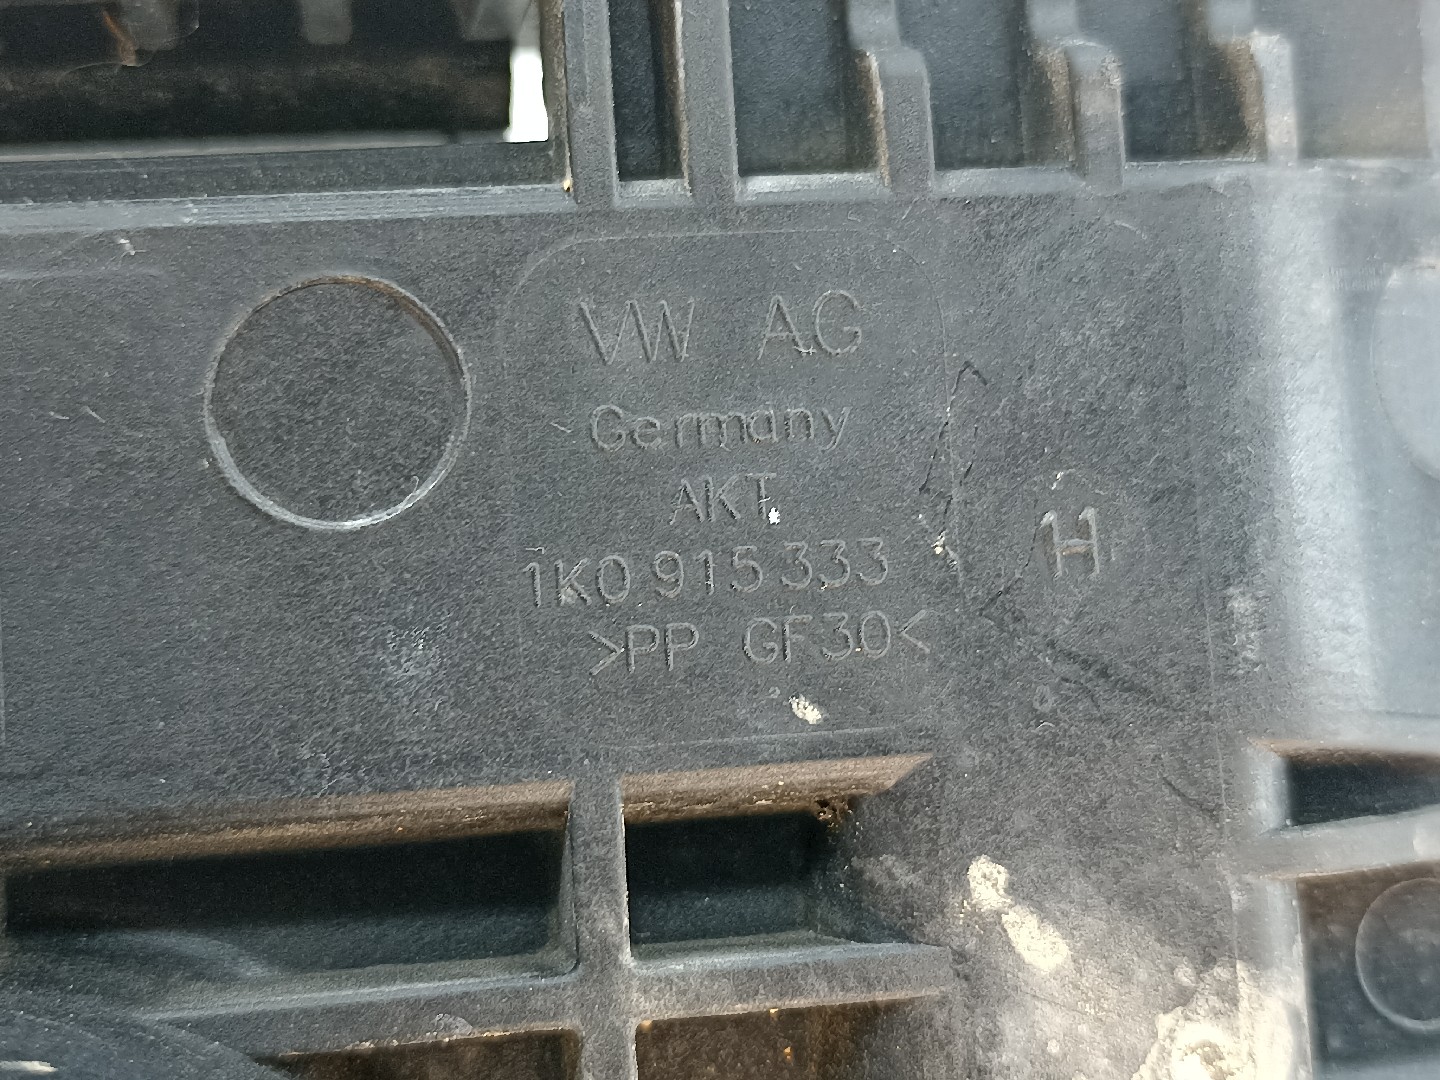 VW AG
Germany
AKT
1K0 915 333
>PP GF30<
H